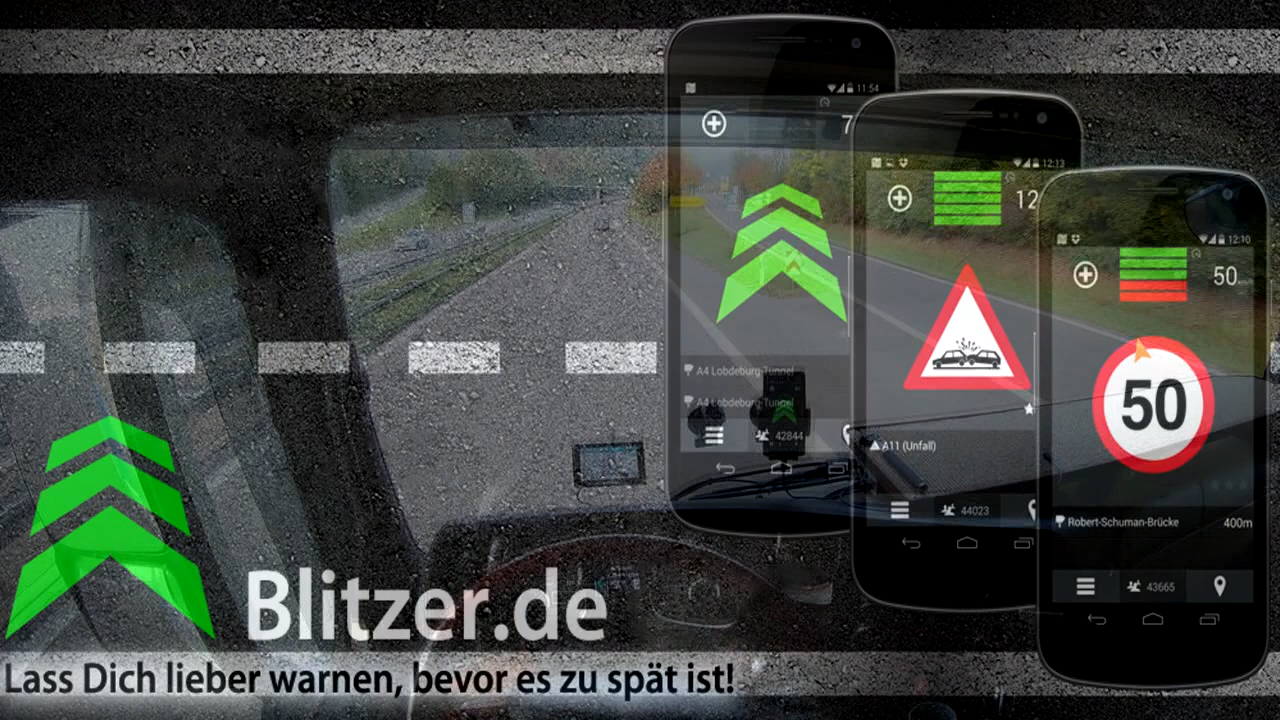 11:54
7
A4 Lobdeburg-Tunnel
A4 Lobdeburg-Tunnel
42844
12:13
12
A11 (Unfall)
44023
12:10
50
50
Robert-Schuman-Brücke 400m
43665
Blitzer.de
Lass Dich lieber warnen, bevor es zu spät ist!